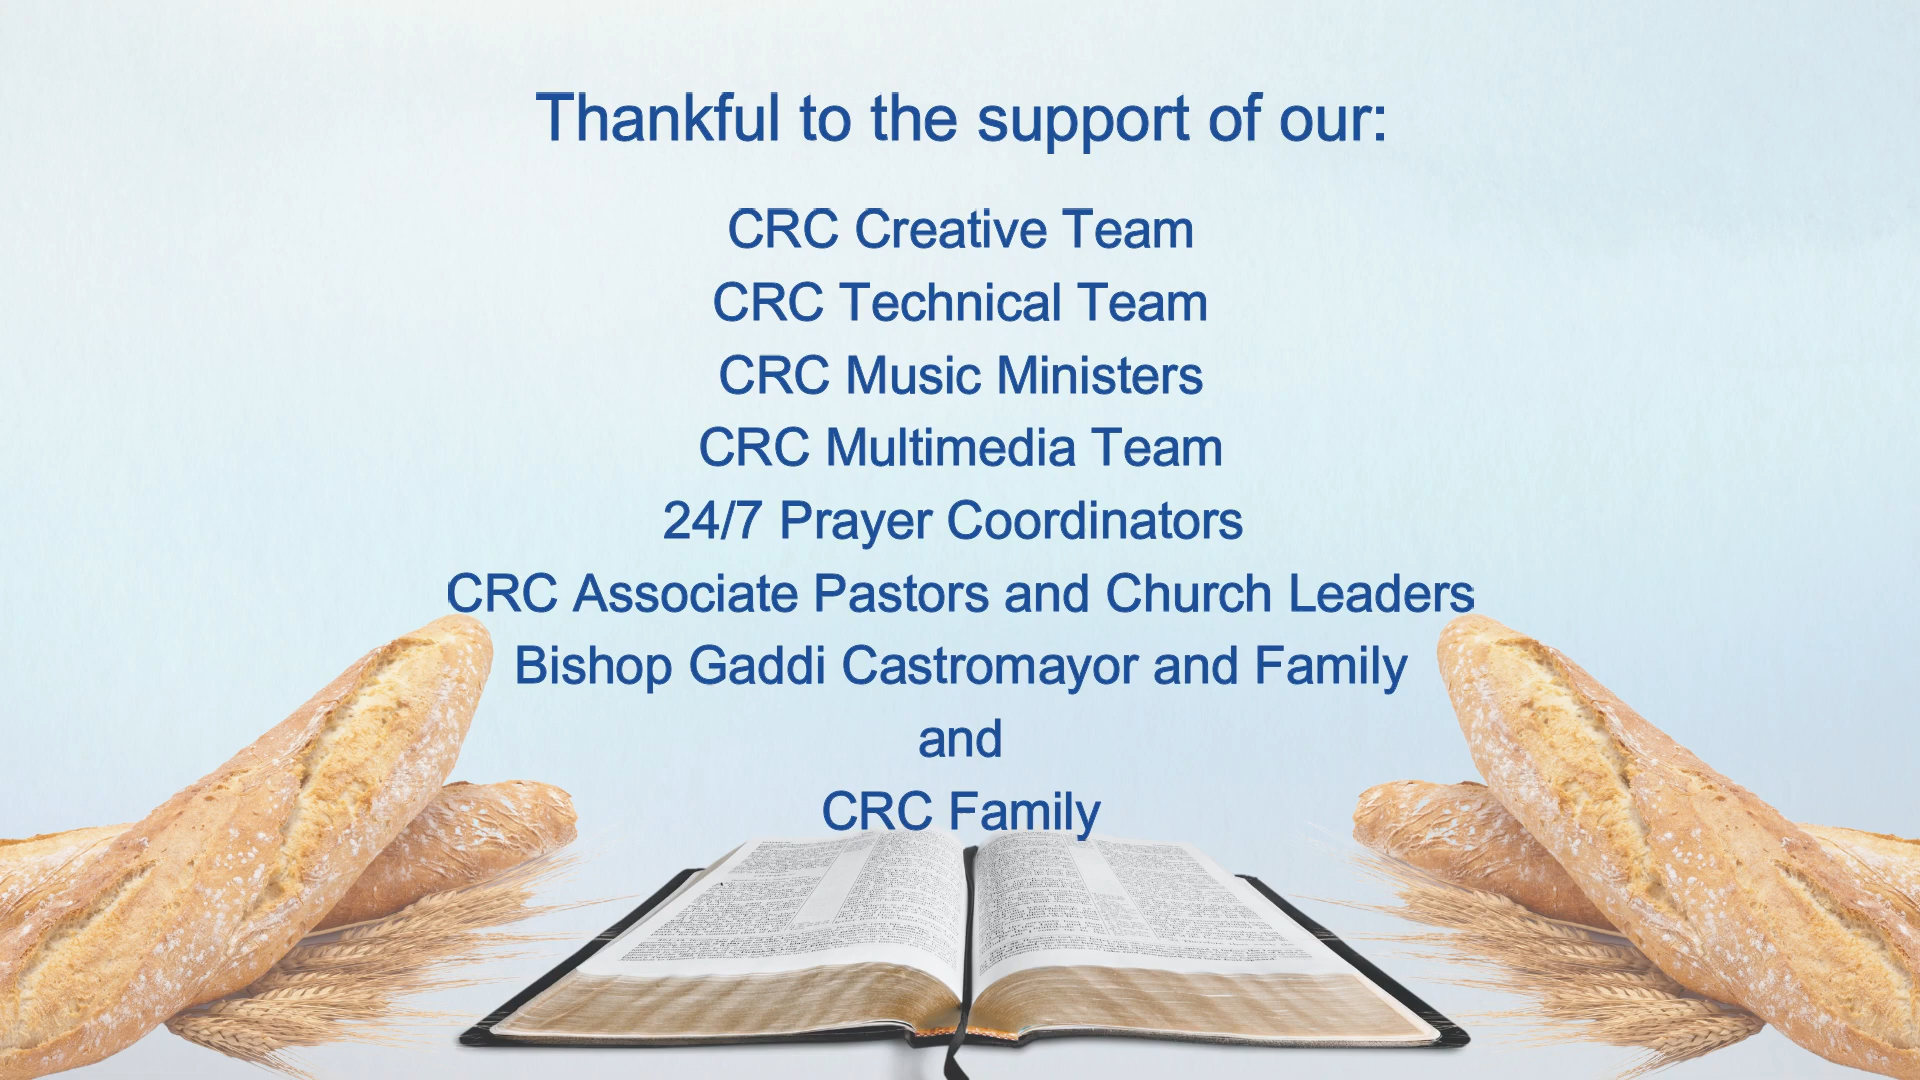 Thankful to the support of our:
CRC Creative Team
CRC Technical Team
CRC Music Ministers
CRC Multimedia Team
24/7 Prayer Coordinators
CRC Associate Pastors and Church Leaders
Bishop Gaddi Castromayor and Family
and
CRC Family